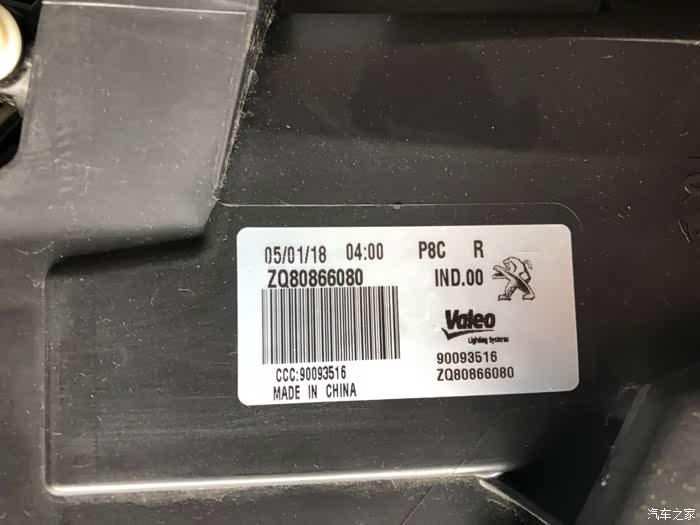 05/01/18 04:00 P8C R
ZQ80866080 IND.00
Valeo
Lighting Systems
CCC:90093516 90093516
MADE IN CHINA ZQ80866080
汽车之家